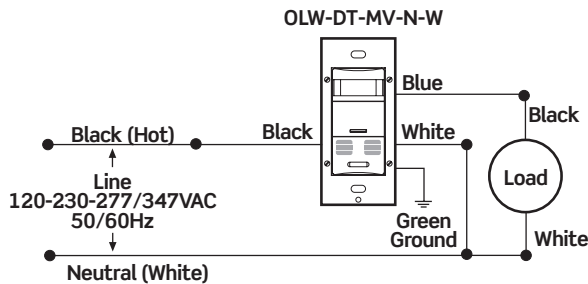 OLW-DT-MV-N-W
Blue
Black
Black (Hot)
Black
White
Line
120-230-277/347VAC
50/60Hz
Load
Green
Ground
White
Neutral (White)